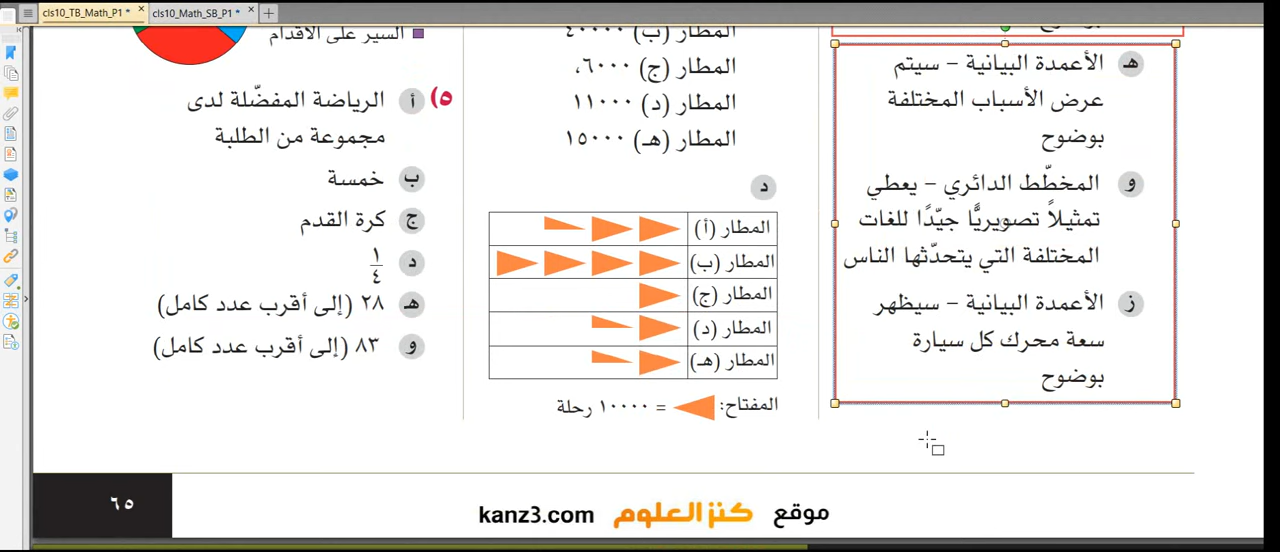 cls10_TB_Math_P1 * cls10_Math_SB_P1 *
هـ الأعمدة البيانية – سيتم
عرض الأسباب المختلفة
بوضوح
و المخطّط الدائري – يعطي
تمثيلاً تصويريًّا جيّدًا للغات
المختلفة التي يتحدّثها الناس
ز الأعمدة البيانية – سيظهر
سعة محرك كل سيارة
بوضوح
المطار (ب) ٤٠٠٠٠
المطار (ج) ٦٠٠٠،
المطار (د) ١١٠٠٠
المطار (هـ) ١٥٠٠٠
د
المطار (أ)
المطار (ب)
المطار (ج)
المطار (د)
المطار (هـ)
المفتاح: = ١٠٠٠٠ رحلة
السير على الأقدام
٥) أ الرياضة المفضّلة لدى
مجموعة من الطلبة
ب خمسة
ج كرة القدم
د ١/٤
هـ ٢٨ (إلى أقرب عدد كامل)
و ٨٣ (إلى أقرب عدد كامل)
٦٥
موقع كنز العلوم kanz3.com